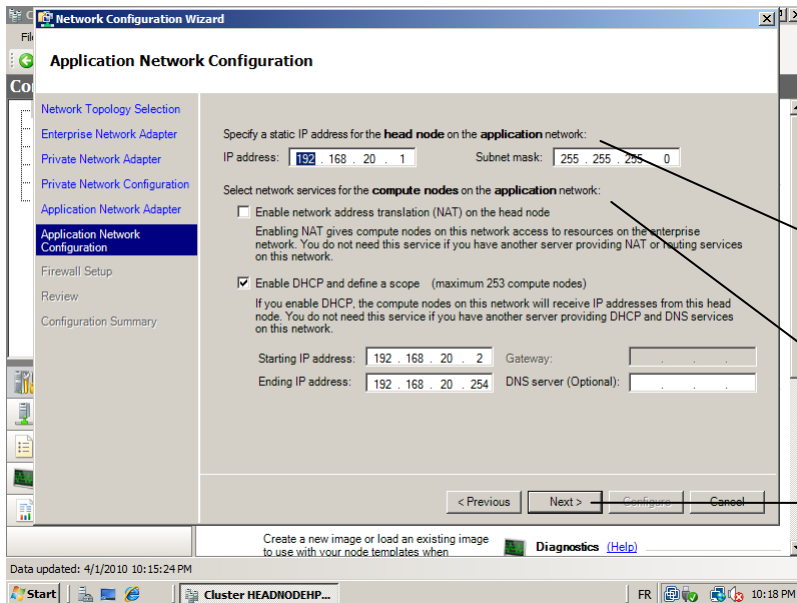 Network Configuration Wizard
Application Network Configuration
Network Topology Selection
Enterprise Network Adapter
Private Network Adapter
Private Network Configuration
Application Network Adapter
Application Network
Configuration
Firewall Setup
Review
Configuration Summary
Specify a static IP address for the head node on the application network:
IP address: 192 . 168 . 20 . 1 Subnet mask: 255 . 255 . 255 . 0
Select network services for the compute nodes on the application network:
Enable network address translation (NAT) on the head node
Enabling NAT gives compute nodes on this network access to resources on the enterprise
network. You do not need this service if you have another server providing NAT or routing services
on this network.
Enable DHCP and define a scope (maximum 253 compute nodes)
If you enable DHCP, the compute nodes on this network will receive IP addresses from this head
node. You do not need this service if you have another server providing DHCP and DNS services
on this network.
Starting IP address: 192 . 168 . 20 . 2 Gateway: . . .
Ending IP address: 192 . 168 . 20 . 254 DNS server (Optional): . . .
< Previous Next > Configure Cancel
Create a new image or load an existing image
to use with your node templates when
Diagnostics (Help)
Data updated: 4/1/2010 10:15:24 PM
Start Cluster HEADNODEHP... FR 10:18 PM